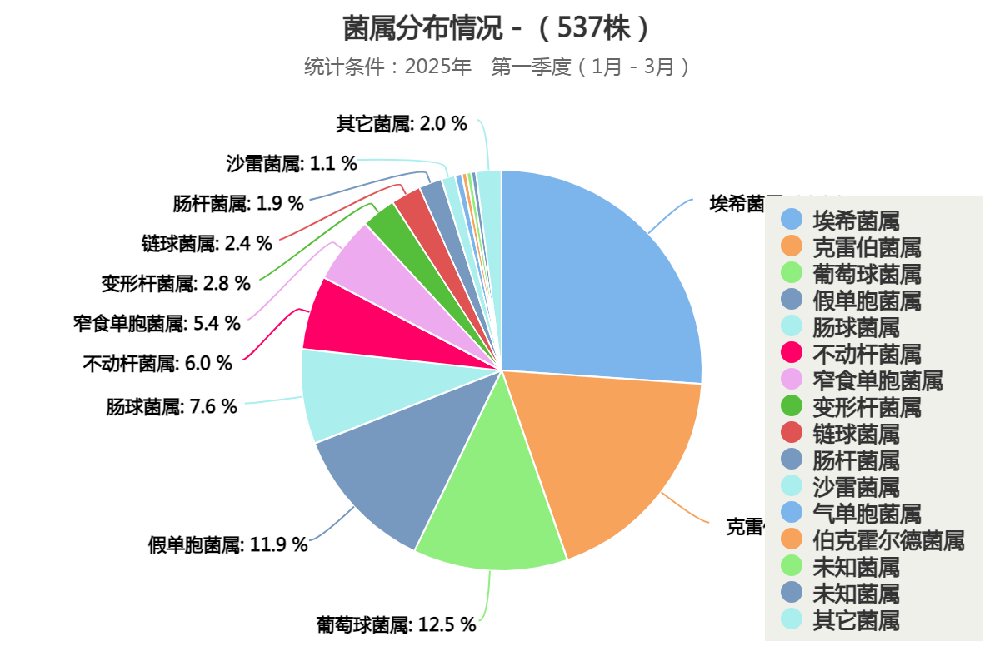 菌属分布情况 - （537株）
统计条件：2025年 第一季度（1月 - 3月）
其它菌属: 2.0 %
沙雷菌属: 1.1 %
肠杆菌属: 1.9 %
链球菌属: 2.4 %
变形杆菌属: 2.8 %
窄食单胞菌属: 5.4 %
不动杆菌属: 6.0 %
肠球菌属: 7.6 %
假单胞菌属: 11.9 %
葡萄球菌属: 12.5 %
埃希菌
克雷
埃希菌属
克雷伯菌属
葡萄球菌属
假单胞菌属
肠球菌属
不动杆菌属
窄食单胞菌属
变形杆菌属
链球菌属
肠杆菌属
沙雷菌属
气单胞菌属
伯克霍尔德菌属
未知菌属
未知菌属
其它菌属